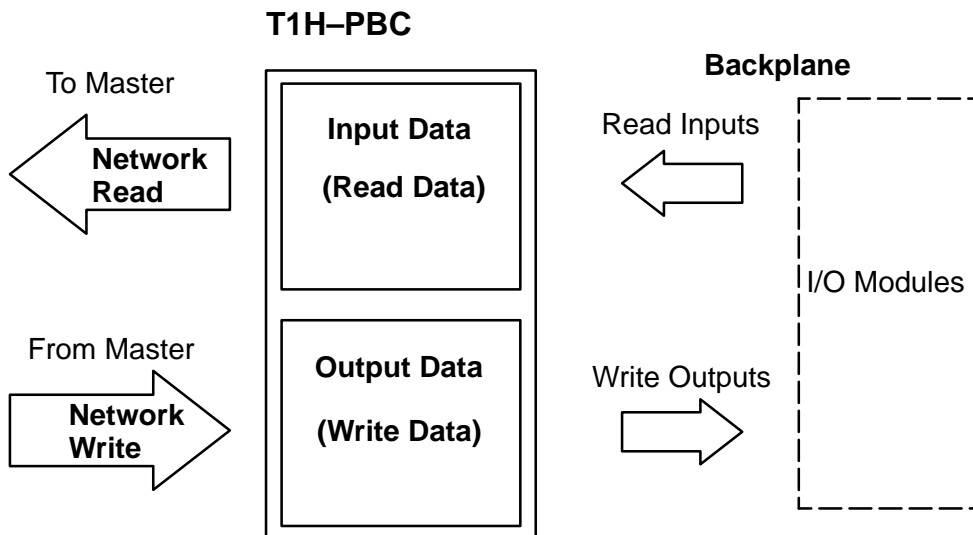 T1H–PBC
Backplane
To Master
Network
Read
Input Data
(Read Data)
Read Inputs
I/O Modules
From Master
Network
Write
Output Data
(Write Data)
Write Outputs